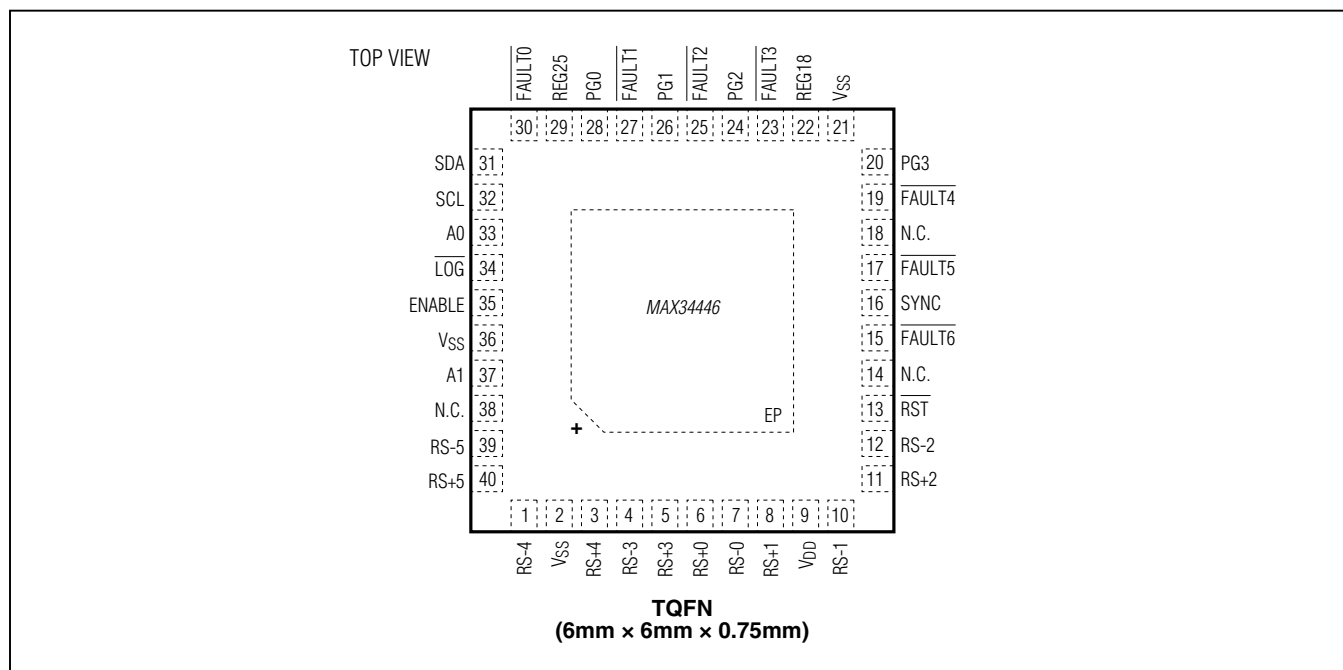 TOP VIEW
FAULT0 REG25 PG0 FAULT1 PG1 FAULT2 PG2 FAULT3 REG18 VSS
30 29 28 27 26 25 24 23 22 21
SDA 31
SCL 32
A0 33
LOG 34
ENABLE 35
VSS 36
A1 37
N.C. 38
RS-5 39
RS+5 40
20 PG3
19 FAULT4
18 N.C.
17 FAULT5
16 SYNC
15 FAULT6
14 N.C.
13 RST
12 RS-2
11 RS+2
MAX34446
EP
+
1 2 3 4 5 6 7 8 9 10
RS-4 VSS RS+4 RS-3 RS+3 RS+0 RS-0 RS+1 VDD RS-1
TQFN
(6mm × 6mm × 0.75mm)